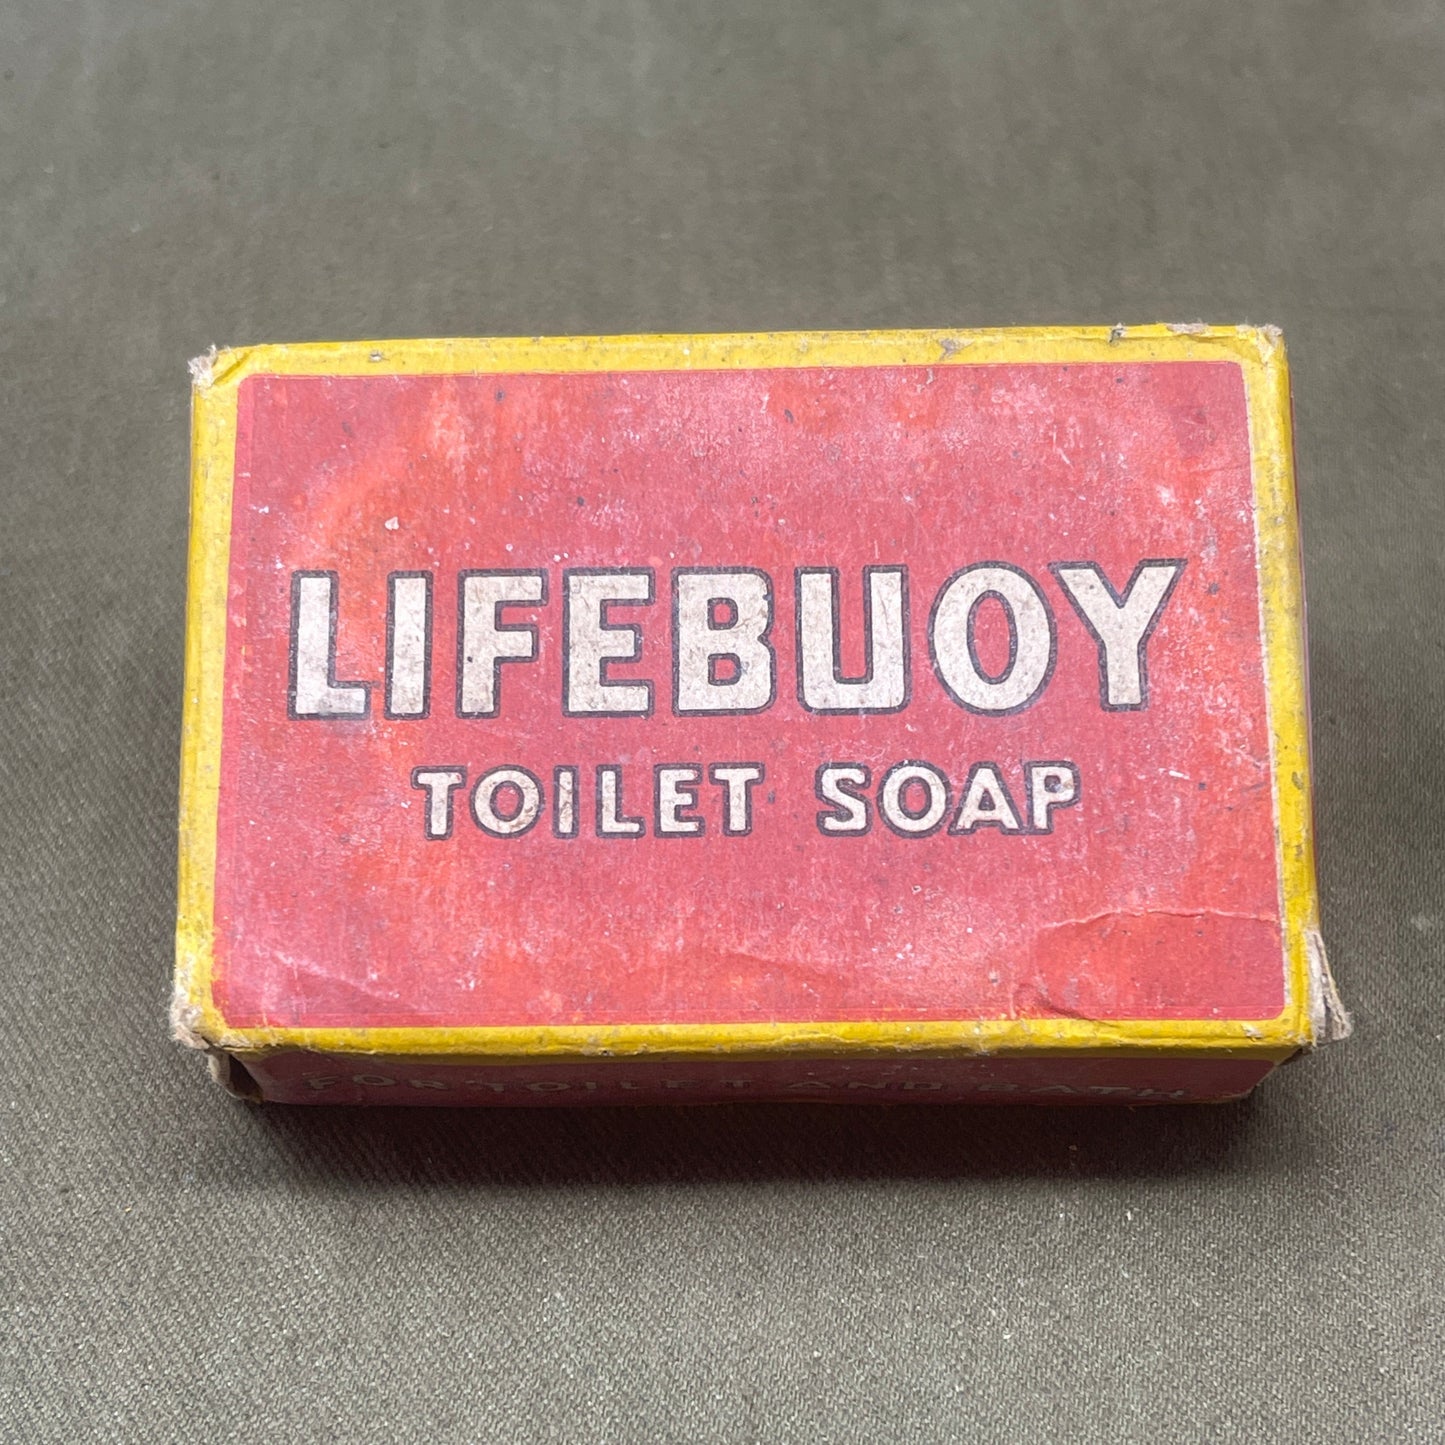 LIFEBUOY
TOILET SOAP
FOR TOILET AND BATH